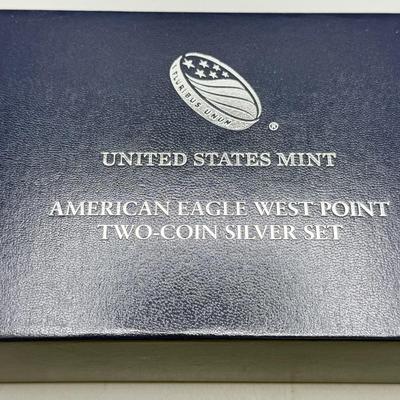 E PLURIBUS UNUM
®
UNITED STATES MINT
AMERICAN EAGLE WEST POINT
TWO-COIN SILVER SET